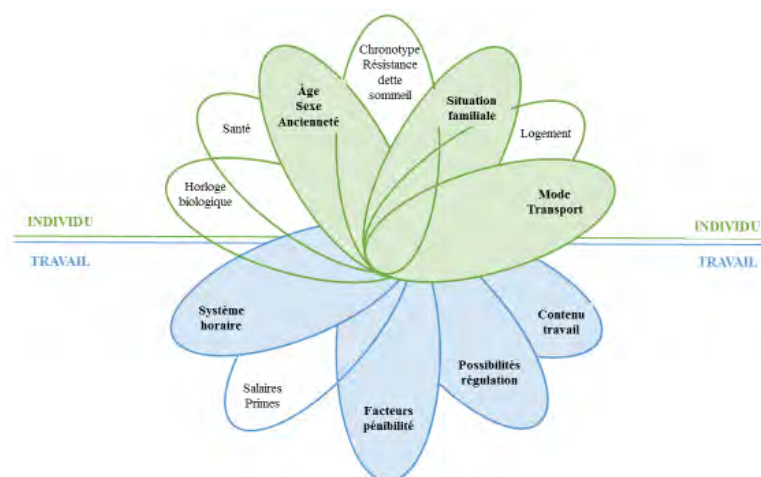 Chronotype
Résistance
dette
sommeil
Âge
Sexe
Ancienneté
Situation
familiale
Santé
Logement
Horloge
biologique
Mode
Transport
INDIVIDU
INDIVIDU
TRAVAIL
TRAVAIL
Système
horaire
Contenu
travail
Possibilités
régulation
Salaires
Primes
Facteurs
pénibilité